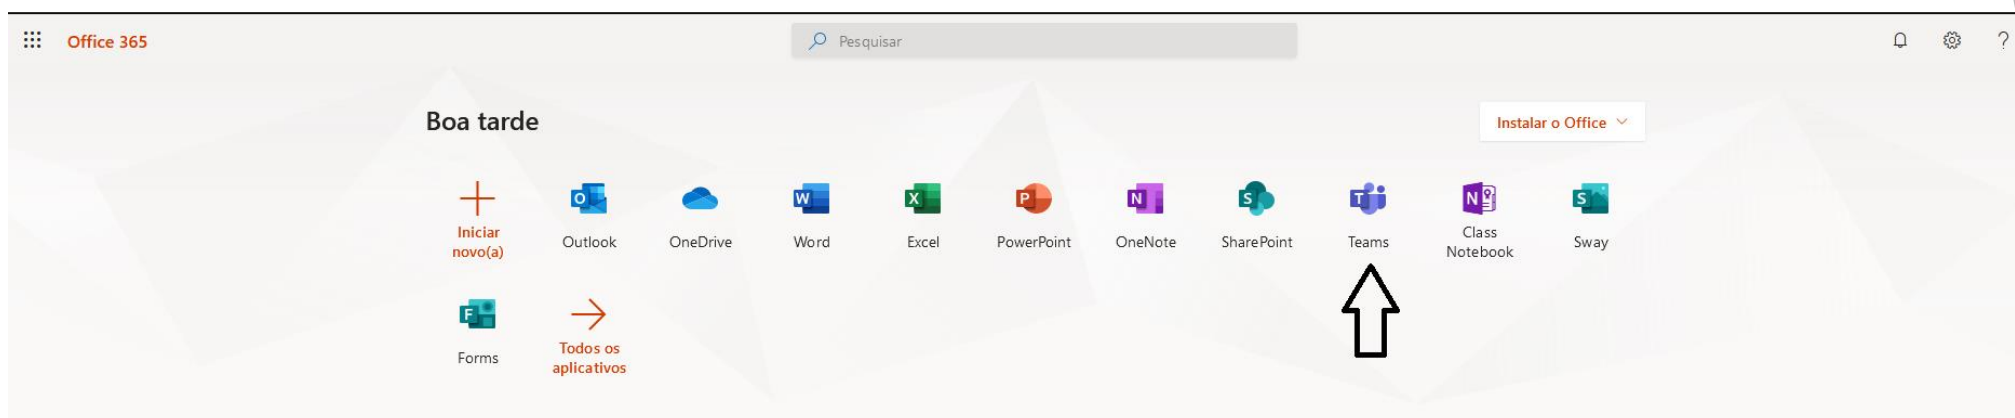 Office 365
Pesquisar
?
Boa tarde
Instalar o Office
Iniciar
novo(a)
Outlook
OneDrive
Word
Excel
PowerPoint
OneNote
SharePoint
Teams
Class
Notebook
Sway
Forms
Todos os
aplicativos